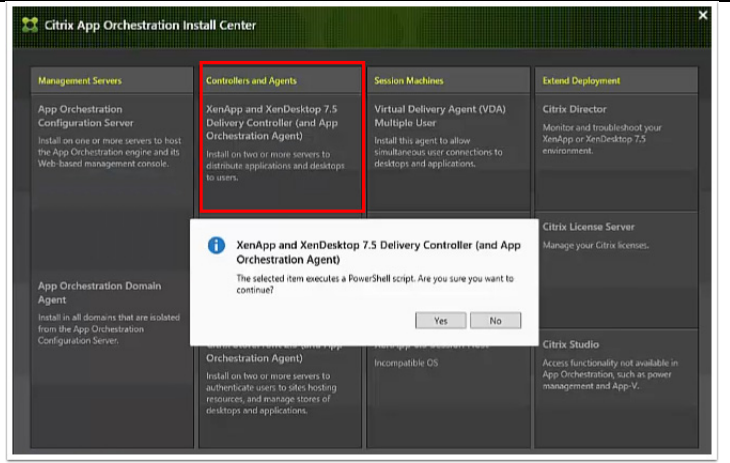 Citrix App Orchestration Install Center
Management Servers
App Orchestration
Configuration Server
Install on one or more servers to host
the App Orchestration engine and its
Web-based management console.
App Orchestration Domain
Agent
Install in all domains that are isolated
from the App Orchestration
Configuration Server.
Controllers and Agents
XenApp and XenDesktop 7.5
Delivery Controller (and App
Orchestration Agent)
Install on two or more servers to
distribute applications and desktops
to users.
Orchestration Agent)
Install on two or more servers to
authenticate users to sites hosting
resources, and manage stores of
desktops and applications.
Session Machines
Virtual Delivery Agent (VDA)
Multiple User
Install this agent to allow
simultaneous user connections to
desktops and applications.
Incompatible OS
Extend Deployment
Citrix Director
Monitor and troubleshoot your
XenApp or XenDesktop 7.5
environment.
Citrix License Server
Manage your Citrix licenses.
Citrix Studio
Access functionality not available in
App Orchestration, such as power
management and App-V.
XenApp and XenDesktop 7.5 Delivery Controller (and App
Orchestration Agent)
The selected item executes a PowerShell script. Are you sure you want to
continue?
Yes
No